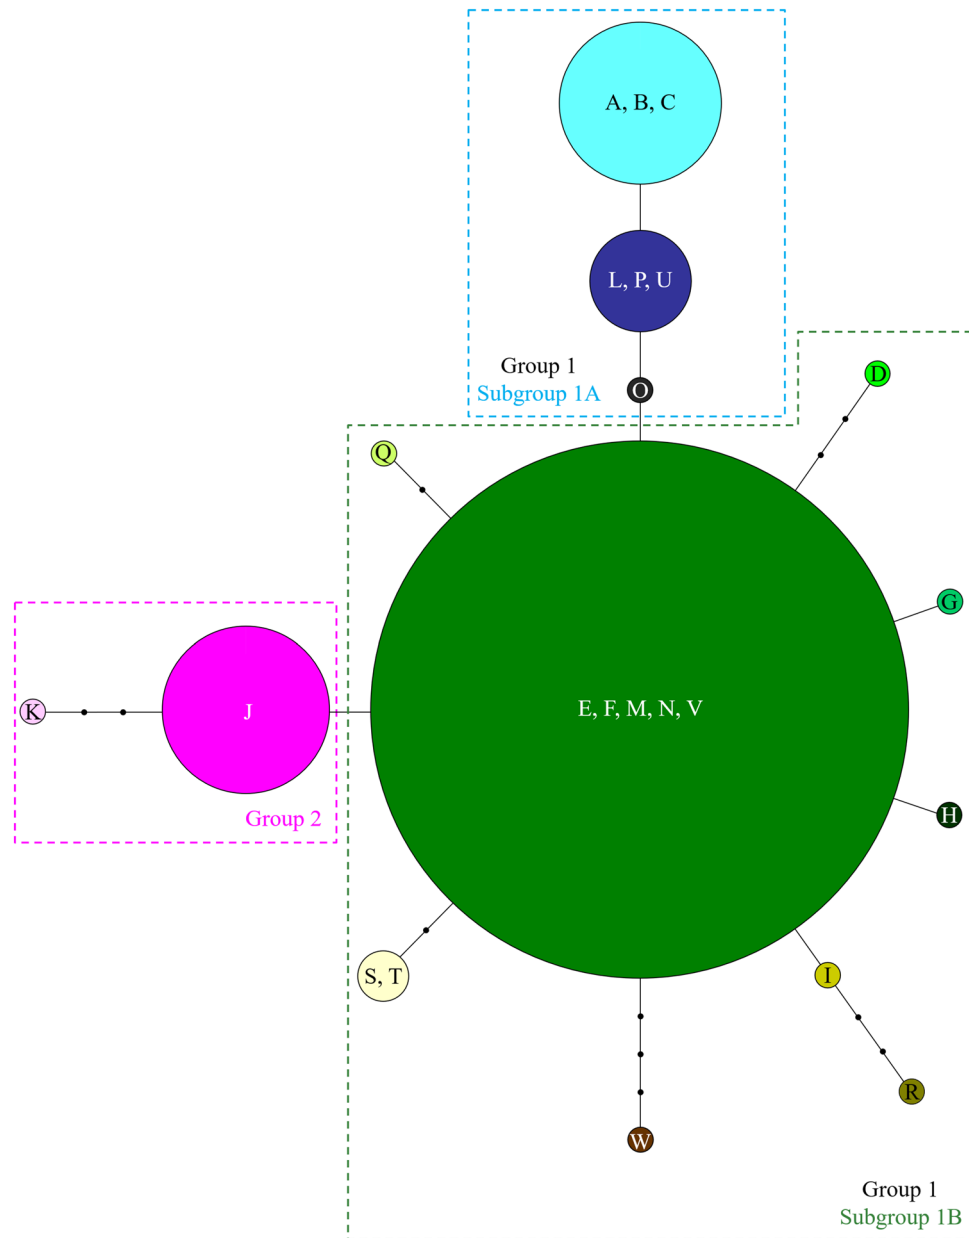 A, B, C
L, P, U
Group 1
Subgroup 1A
O
D
Q
G
K
J
E, F, M, N, V
Group 2
H
S, T
I
R
W
Group 1
Subgroup 1B